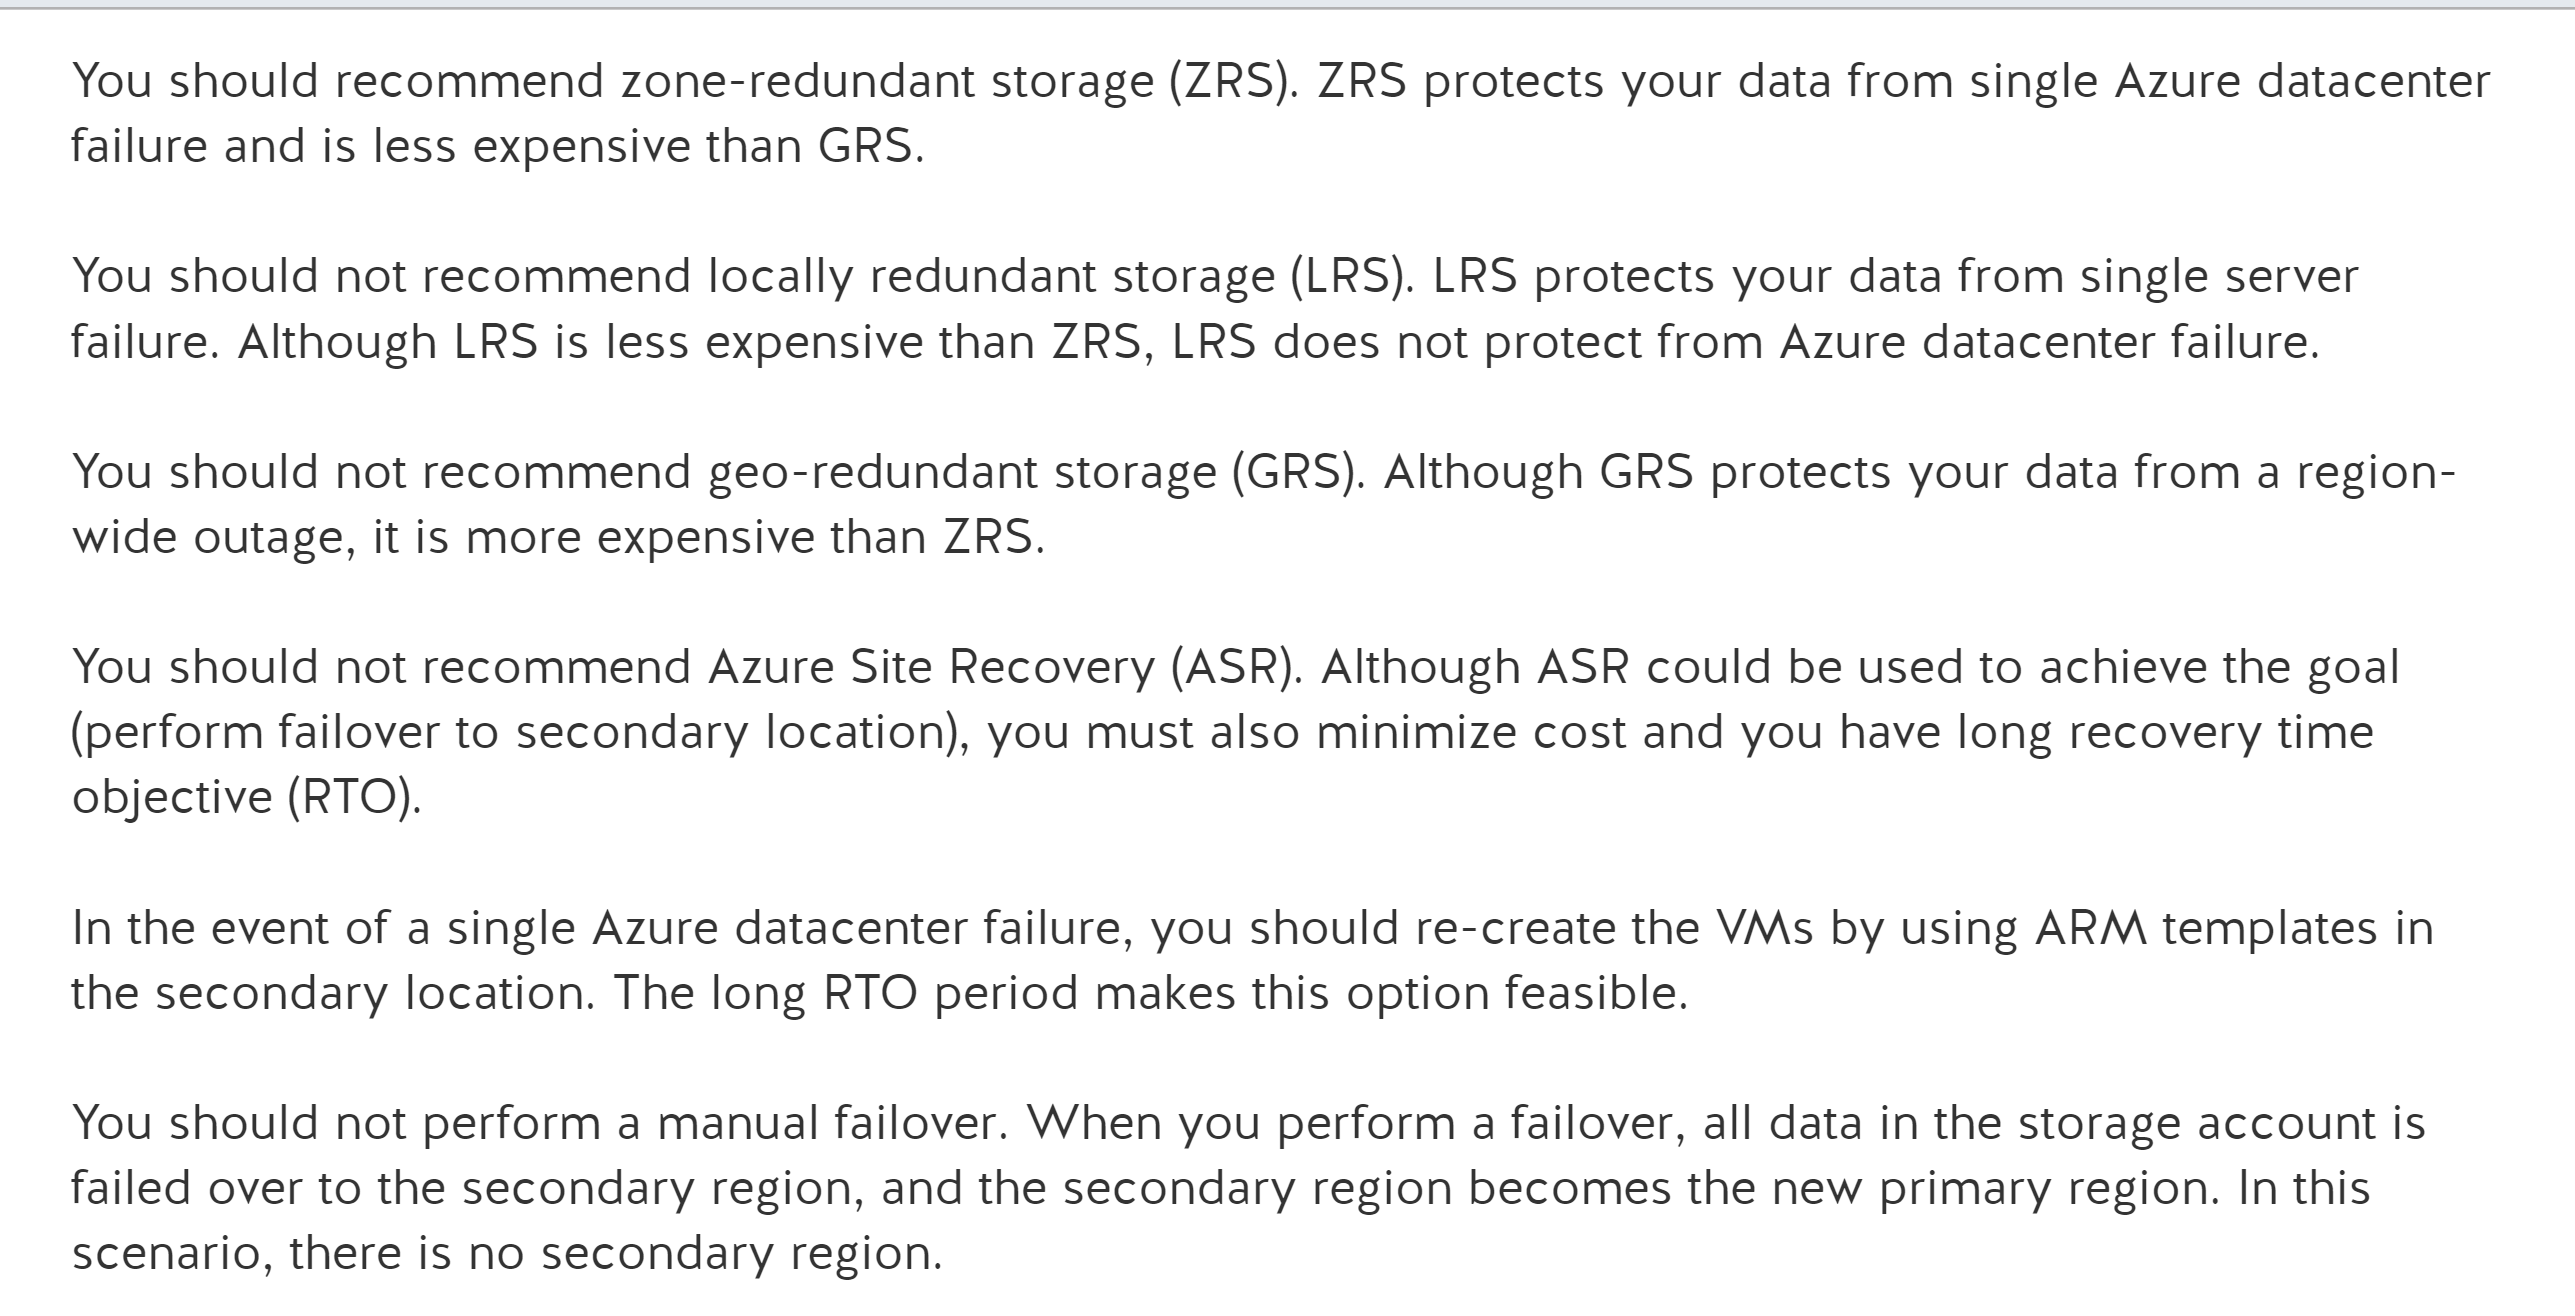 You should recommend zone-redundant storage (ZRS). ZRS protects your data from single Azure datacenter
failure and is less expensive than GRS.
You should not recommend locally redundant storage (LRS). LRS protects your data from single server
failure. Although LRS is less expensive than ZRS, LRS does not protect from Azure datacenter failure.
You should not recommend geo-redundant storage (GRS). Although GRS protects your data from a region-
wide outage, it is more expensive than ZRS.
You should not recommend Azure Site Recovery (ASR). Although ASR could be used to achieve the goal
(perform failover to secondary location), you must also minimize cost and you have long recovery time
objective (RTO).
In the event of a single Azure datacenter failure, you should re-create the VMs by using ARM templates in
the secondary location. The long RTO period makes this option feasible.
You should not perform a manual failover. When you perform a failover, all data in the storage account is
failed over to the secondary region, and the secondary region becomes the new primary region. In this
scenario, there is no secondary region.